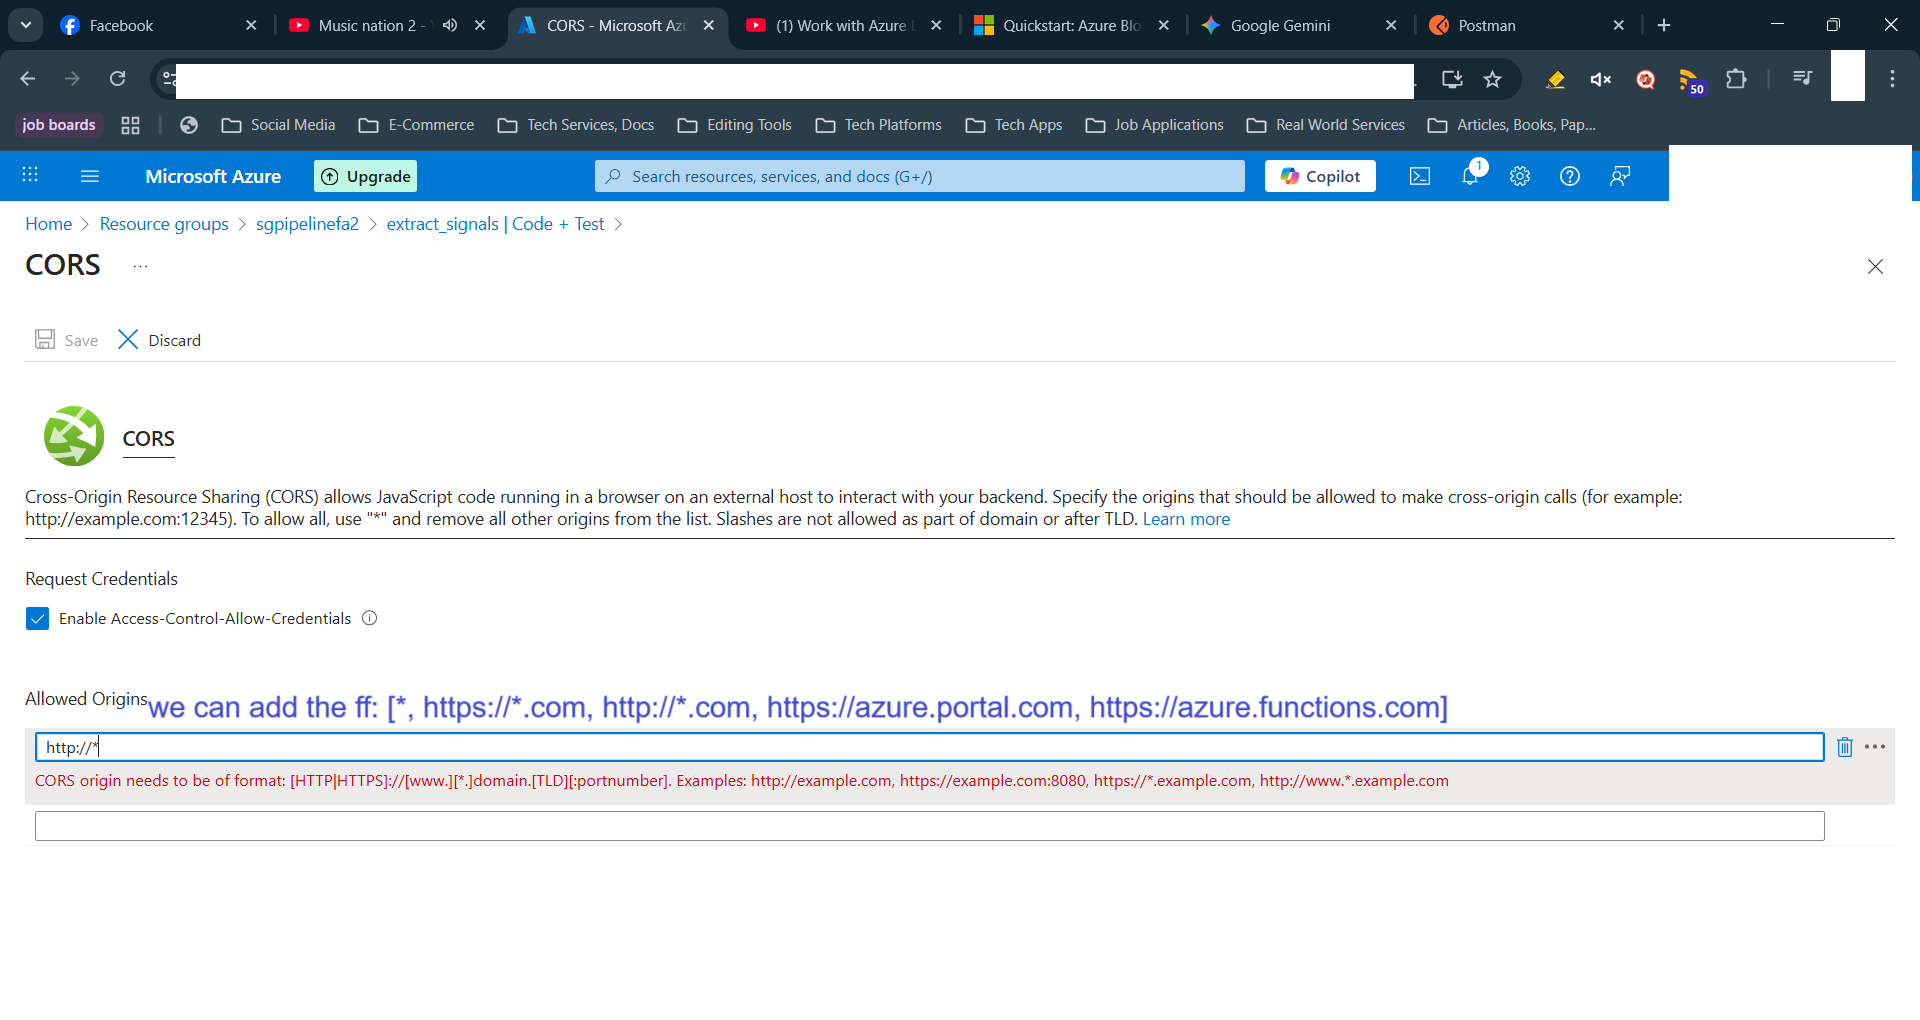 Facebook
Music nation 2 -
CORS - Microsoft Az
(1) Work with Azure
Quickstart: Azure Blo
Google Gemini
Postman
50
job boards
Social Media
E-Commerce
Tech Services, Docs
Editing Tools
Tech Platforms
Tech Apps
Job Applications
Real World Services
Articles, Books, Pap...
Microsoft Azure
Upgrade
Search resources, services, and docs (G+/)
Copilot
1
Home > Resource groups > sgpipelinefa2 > extract_signals | Code + Test >
CORS ...
Save
Discard
CORS
Cross-Origin Resource Sharing (CORS) allows JavaScript code running in a browser on an external host to interact with your backend. Specify the origins that should be allowed to make cross-origin calls (for example:
http://example.com:12345). To allow all, use "*" and remove all other origins from the list. Slashes are not allowed as part of domain or after TLD. Learn more
Request Credentials
Enable Access-Control-Allow-Credentials
Allowed Origins
we can add the ff: [*, https://*.com, http://*.com, https://azure.portal.com, https://azure.functions.com]
http://*
CORS origin needs to be of format: [HTTP|HTTPS]://[www.][*.]domain.[TLD][:portnumber]. Examples: http://example.com, https://example.com:8080, https://*.example.com, http://www.*.example.com